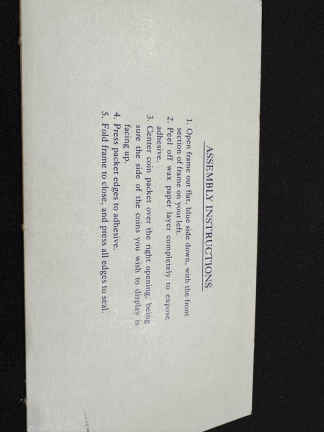 ASSEMBLY INSTRUCTIONS
1. Open frame out flat, blue side down, with the front
section of frame on your left.
2. Peel off wax paper layer completely to expose
adhesive.
3. Center coin packet over the right opening, being
sure the side of the coins you wish to display is
facing up.
4. Press packet edges to adhesive.
5. Fold frame to close, and press all edges to seal.